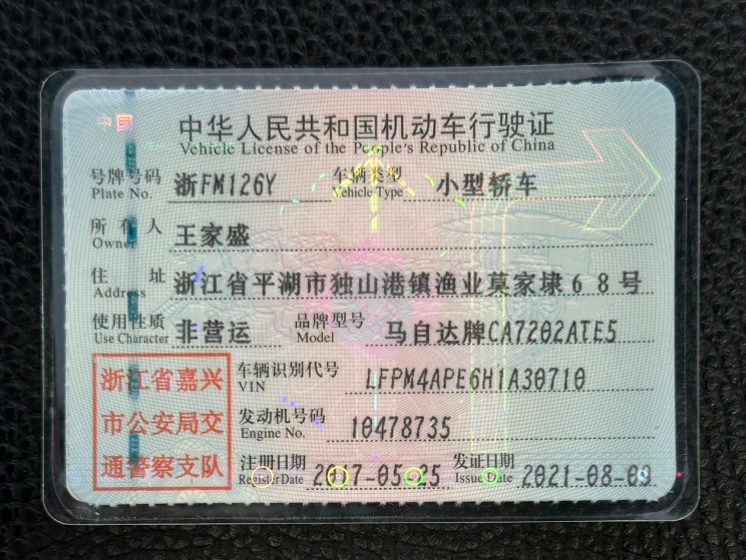 中国
中华人民共和国机动车行驶证
Vehicle License of the People's Republic of China
号牌号码 浙FM126Y 车辆类型 小型轿车
Plate No. Vehicle Type
所有人 王家盛
Owner
住址 浙江省平湖市独山港镇渔业莫家埭68号
Address
使用性质 非营运 品牌型号 马自达牌CA7202ATE5
Use Character Model
浙江省嘉兴
市公安局交
通警察支队
车辆识别代号 LFPM4APE6H1A30710
VIN
发动机号码 10478735
Engine No.
注册日期 2017-05-25 发证日期 2021-08-09
Register Date Issue Date